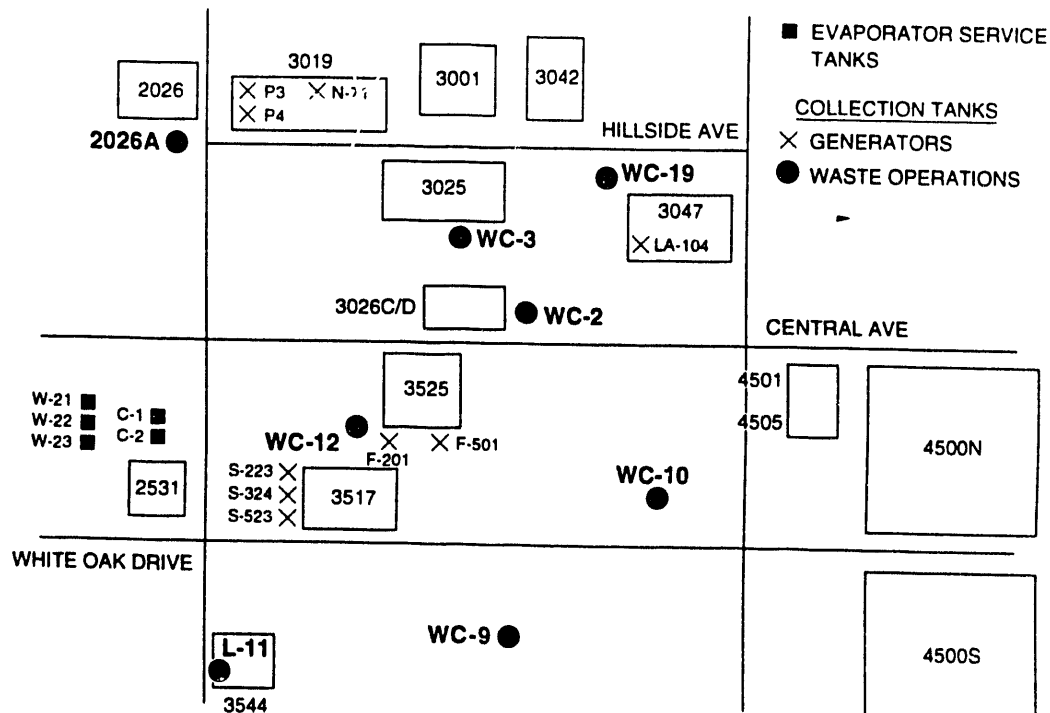 3019
3001
3042
2026
P3
P4
2026A
HILLSIDE AVE
EVAPORATOR SERVICE
TANKS
COLLECTION TANKS
GENERATORS
WASTE OPERATIONS
3025
WC-19
3047
LA-104
WC-3
3026C/D
WC-2
CENTRAL AVE
3525
4501
4505
4500N
W-21
W-22
W-23
C-1
C-2
2531
WC-12
F-201
F-501
S-223
S-324
S-523
3517
WC-10
WHITE OAK DRIVE
WC-9
L-11
3544
4500S